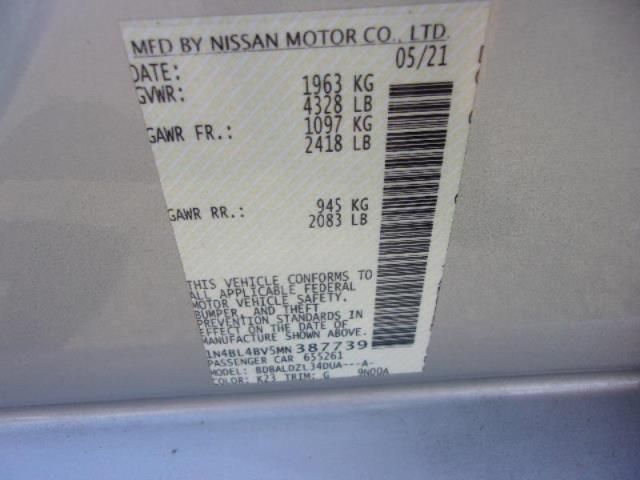 MFD BY NISSAN MOTOR CO., LTD.
DATE: 05/21
GVWR: 1963 KG
4328 LB
GAWR FR.: 1097 KG
2418 LB
GAWR RR.: 945 KG
2083 LB
THIS VEHICLE CONFORMS TO
ALL APPLICABLE FEDERAL
MOTOR VEHICLE SAFETY,
BUMPER, AND THEFT
PREVENTION STANDARDS IN
EFFECT ON THE DATE OF
MANUFACTURE SHOWN ABOVE.
1N4BL4BV5MN387739
PASSENGER CAR 655261
MODEL: BDBALDZL34DUA---A-
COLOR: K23 TRIM: G 9N00A